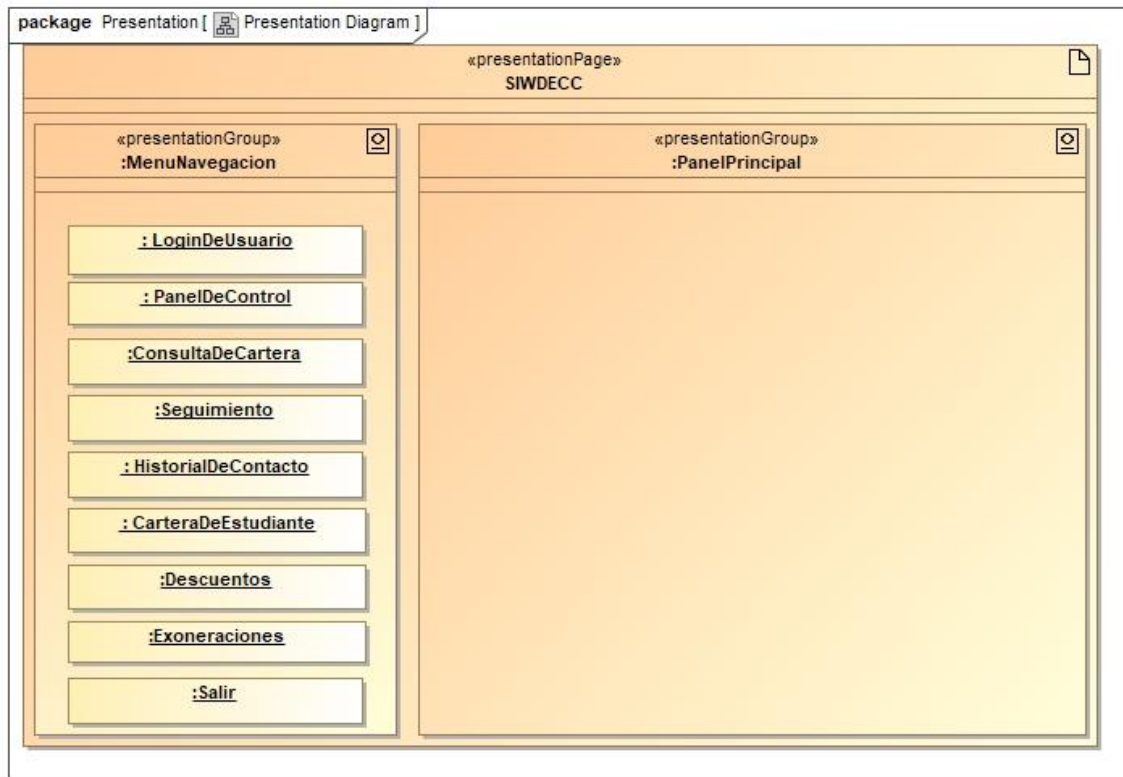 package Presentation [ Presentation Diagram ]
«presentationPage»
SIWDECC
«presentationGroup»
:MenuNavegacion
: LoginDeUsuario
: PanelDeControl
:ConsultaDeCartera
:Seguimiento
: HistorialDeContacto
: CarteraDeEstudiante
:Descuentos
:Exoneraciones
:Salir
«presentationGroup»
:PanelPrincipal